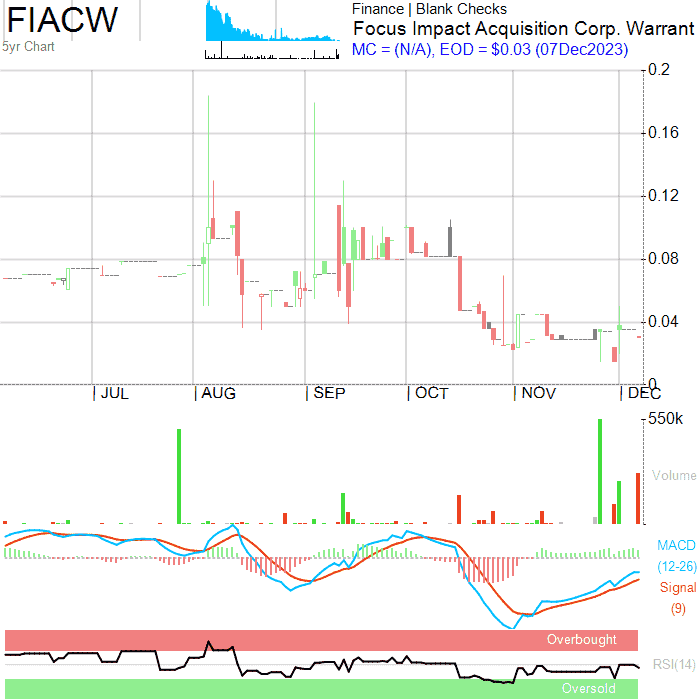 FIACW
5yr Chart
Finance | Blank Checks
Focus Impact Acquisition Corp. Warrant
MC = (N/A), EOD = $0.03 (07Dec2023)
0.2
0.16
0.12
0.08
0.04
0
JUL
AUG
SEP
OCT
NOV
DEC
550k
Volume
MACD
(12-26)
Signal
(9)
Overbought
RSI(14)
Oversold